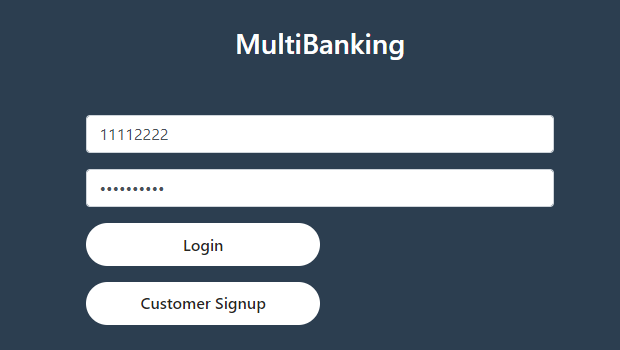 MultiBanking
11112222
••••••••••
Login
Customer Signup